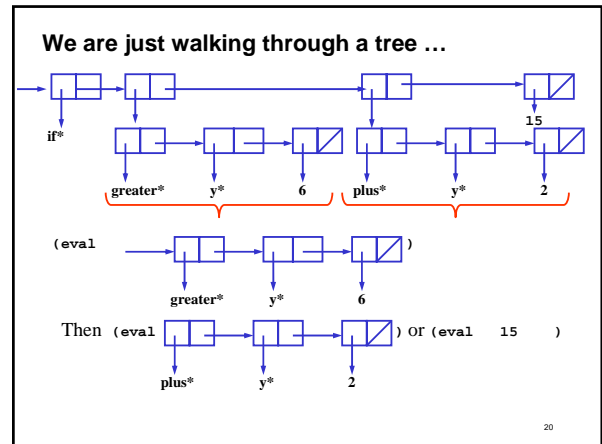 We are just walking through a tree …
15
if*
greater* y* 6 plus* y* 2
(eval )
greater* y* 6
Then (eval ) or (eval 15 )
plus* y* 2
20